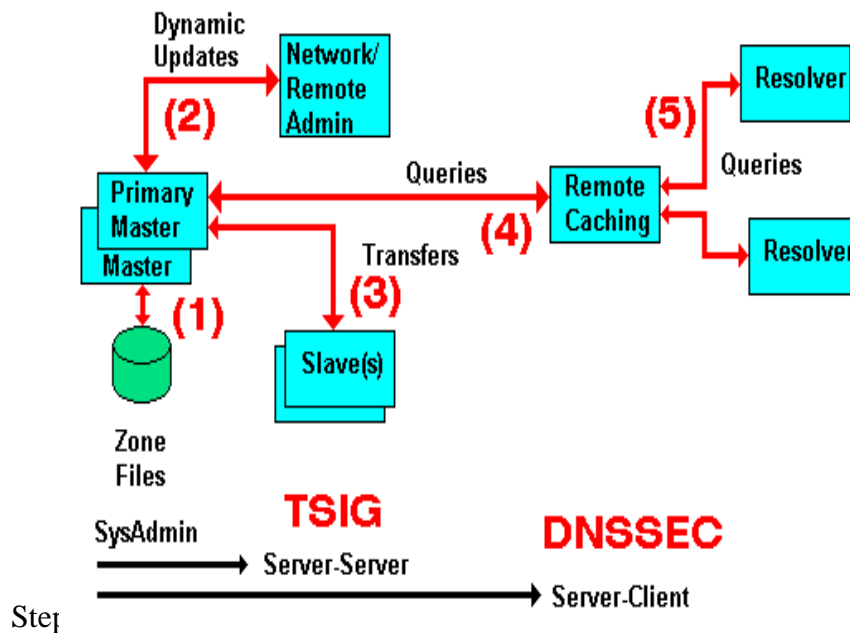 Dynamic
Updates
Network/
Remote
Admin
(2)
Resolver
(5)
Queries
Primary
Master
Master
Queries
(4)
Remote
Caching
Resolver
Transfers
(3)
(1)
Slave(s)
Zone
Files
TSIG
SysAdmin
Server-Server
DNSSEC
Server-Client